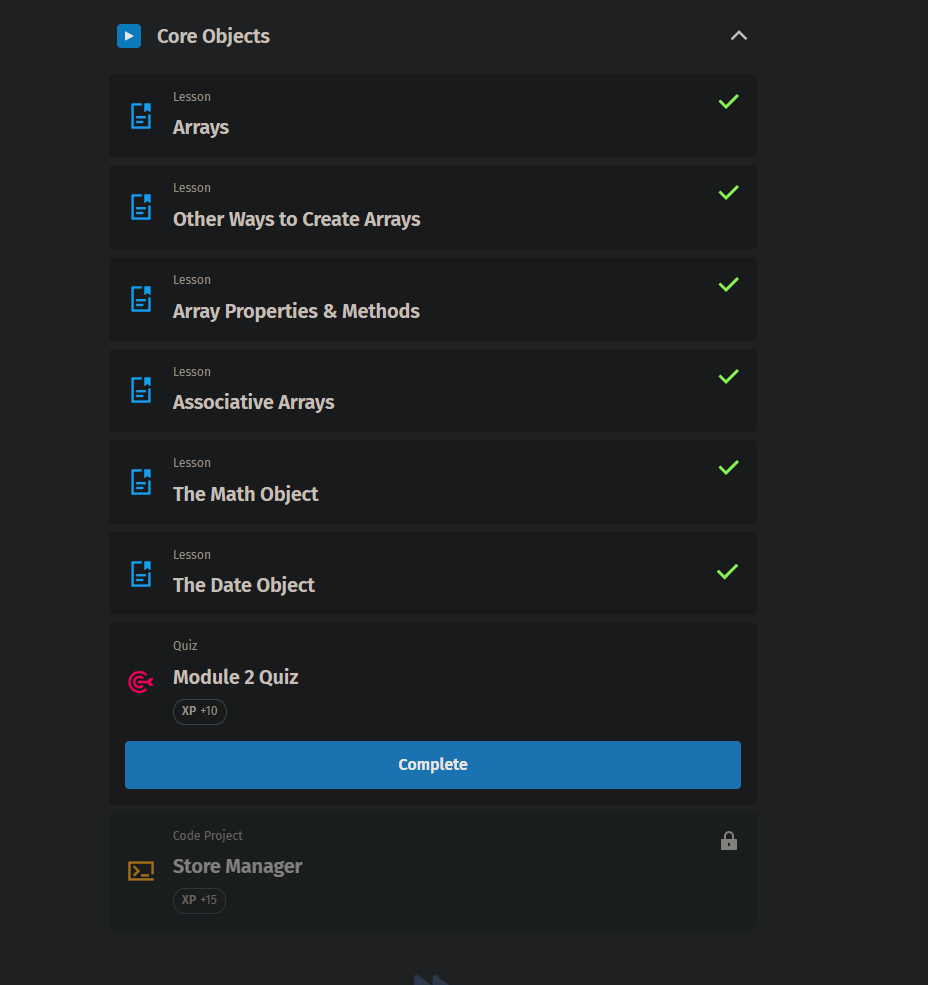 Core Objects
Lesson
Arrays
Lesson
Other Ways to Create Arrays
Lesson
Array Properties & Methods
Lesson
Associative Arrays
Lesson
The Math Object
Lesson
The Date Object
Quiz
Module 2 Quiz
XP +10
Complete
Code Project
Store Manager
XP +15